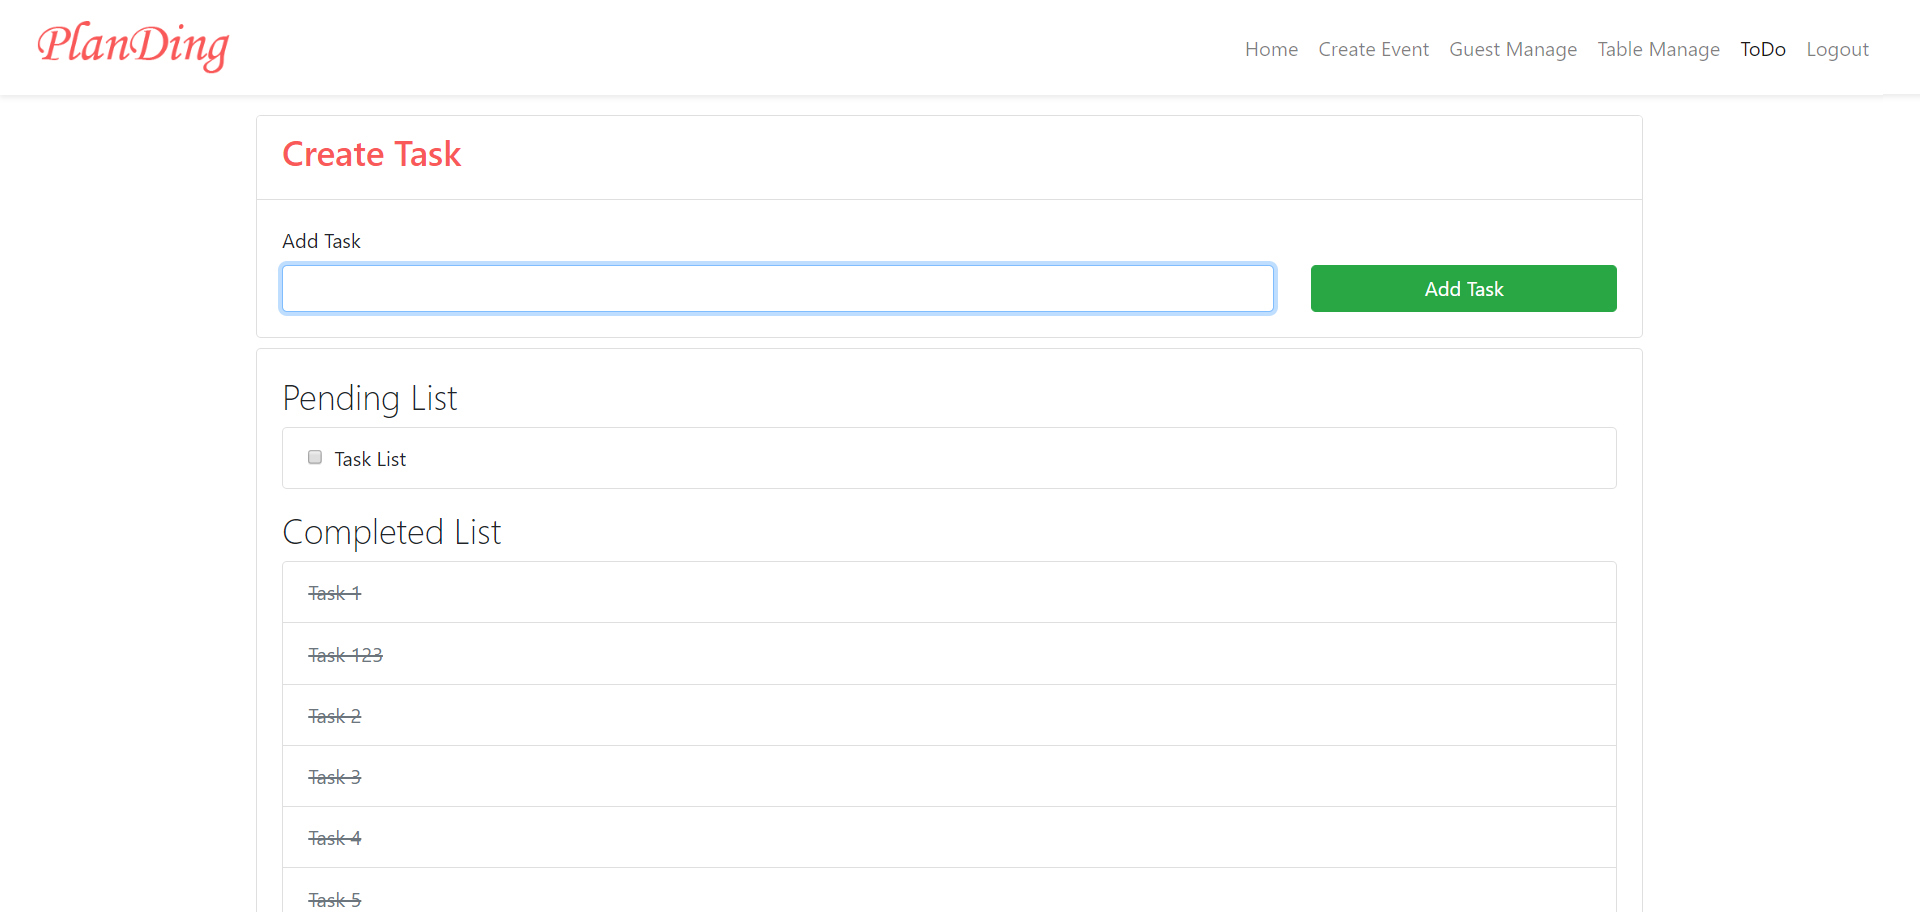 PlanDing
Home Create Event Guest Manage Table Manage ToDo Logout
Create Task
Add Task
Add Task
Pending List
Task List
Completed List
Task 1
Task 123
Task 2
Task 3
Task 4
Task 5